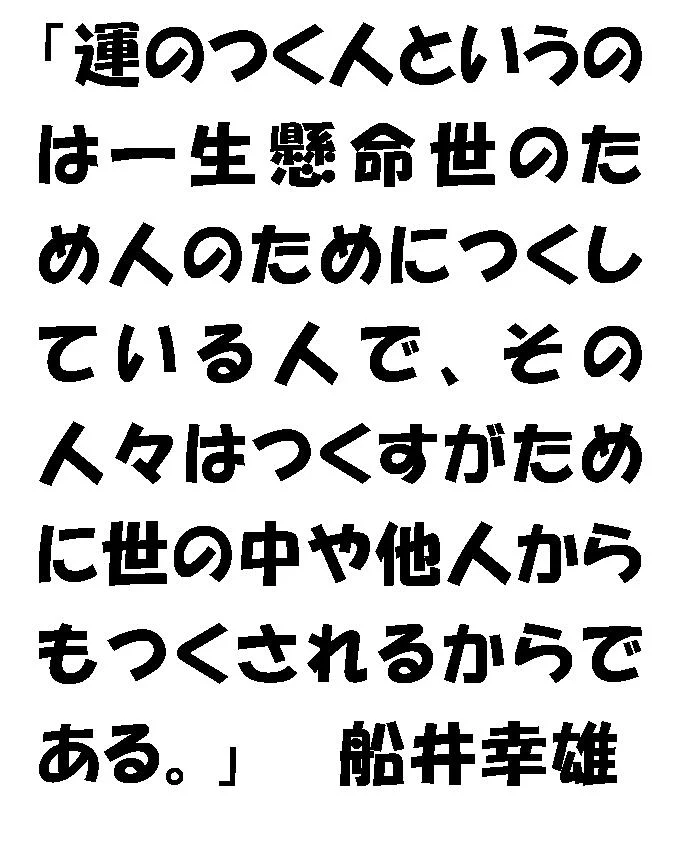 「運のつく人というの
は一生懸命世のた
め人のためにつくし
ている人で、その
人々はつくすがため
に世の中や他人から
もつくされるからで
ある。」　船井幸雄